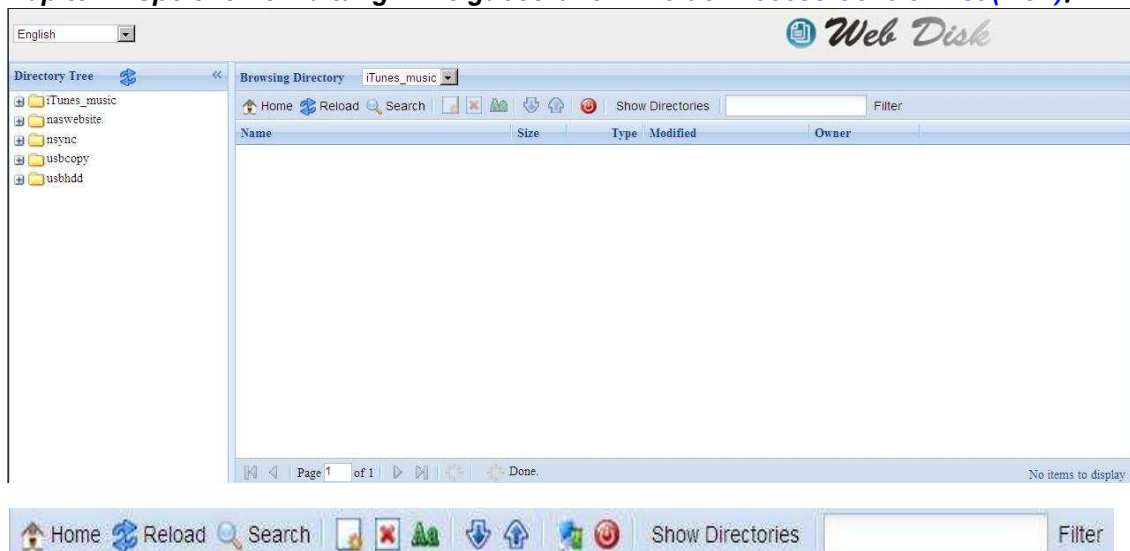 English
Web Disk
Directory Tree
Browsing Directory iTunes_music
iTunes_music
naswebsite
nsync
usbcopy
usbhdd
Home Reload Search Show Directories Filter
Name Size Type Modified Owner
Page 1 of 1 Done.
No items to display
Home Reload Search Aa Show Directories Filter